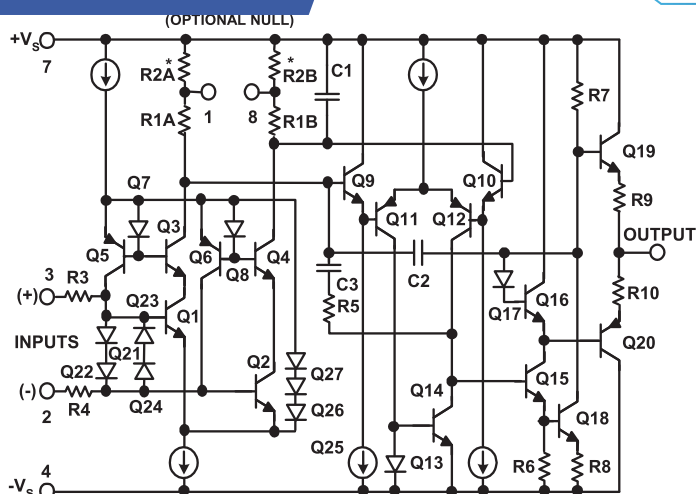 (OPTIONAL NULL)
+VS
7
R2A*
R2B*
C1
R7
R1A
1
8
R1B
Q19
Q7
Q9
Q10
R9
Q5
Q3
Q6
Q8
Q4
Q11
Q12
OUTPUT
3
(+)
R3
Q23
Q1
C3
C2
R5
Q17
Q16
R10
INPUTS
Q21
Q22
Q2
Q20
(-)
2
R4
Q24
Q27
Q26
Q14
Q15
Q18
Q25
Q13
R6
R8
4
-VS